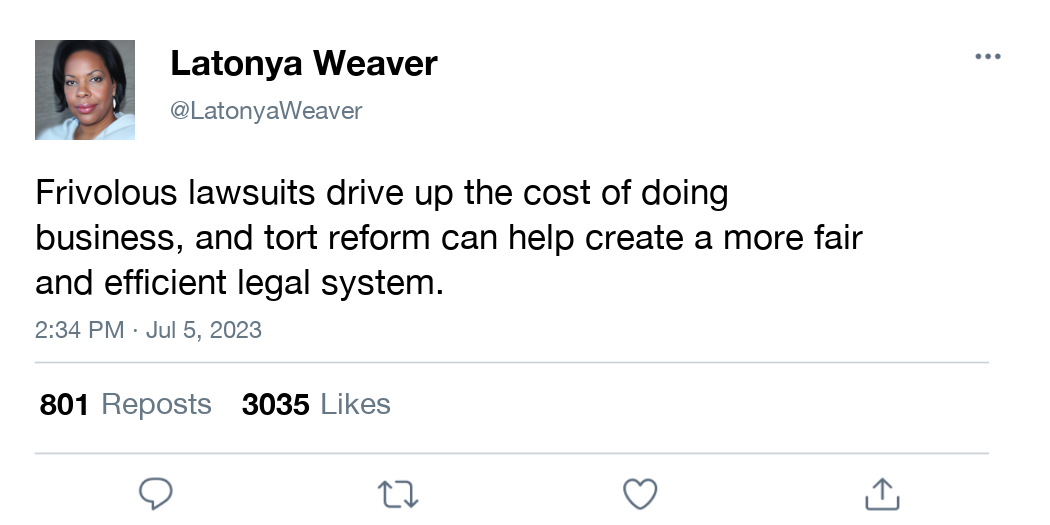 Latonya Weaver
@LatonyaWeaver
Frivolous lawsuits drive up the cost of doing
business, and tort reform can help create a more fair
and efficient legal system.
2:34 PM · Jul 5, 2023
801 Reposts 3035 Likes